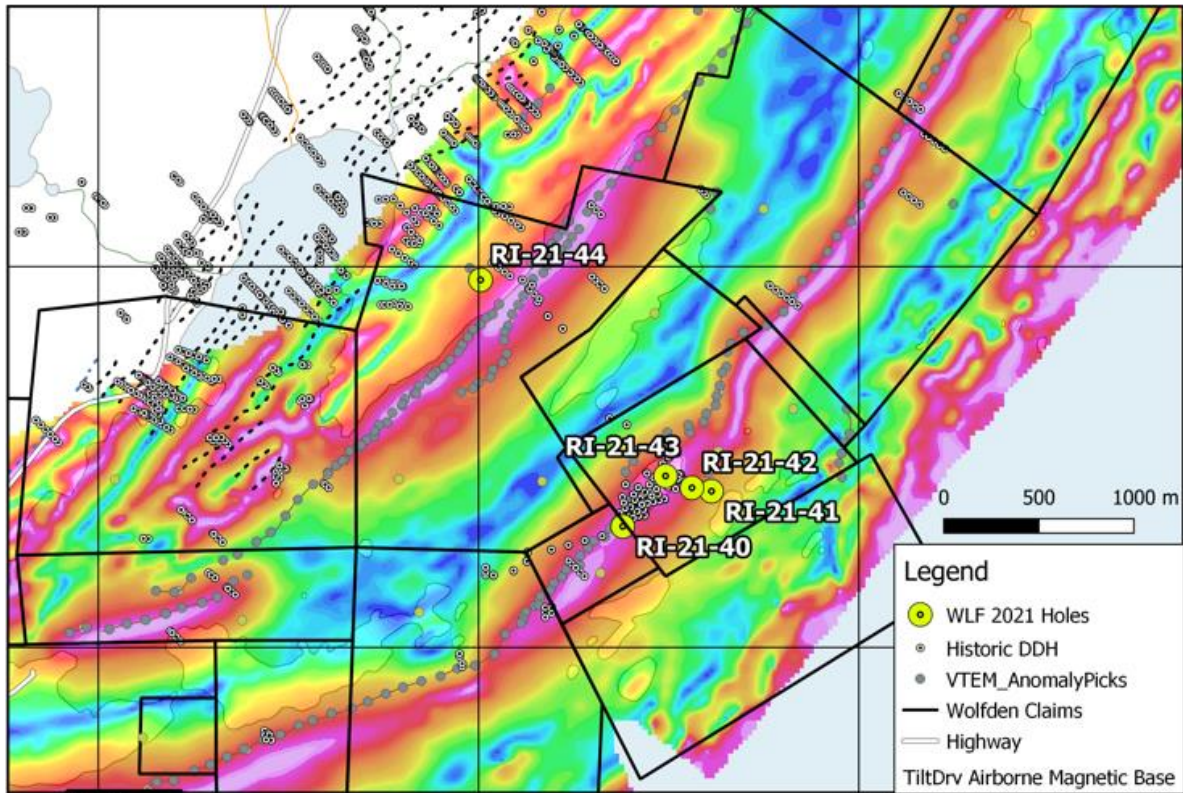 RI-21-44
RI-21-43
RI-21-42
RI-21-41
RI-21-40
0 500 1000 m
Legend
WLF 2021 Holes
Historic DDH
VTEM_AnomalyPicks
Wolfden Claims
Highway
TiltDrv Airborne Magnetic Base